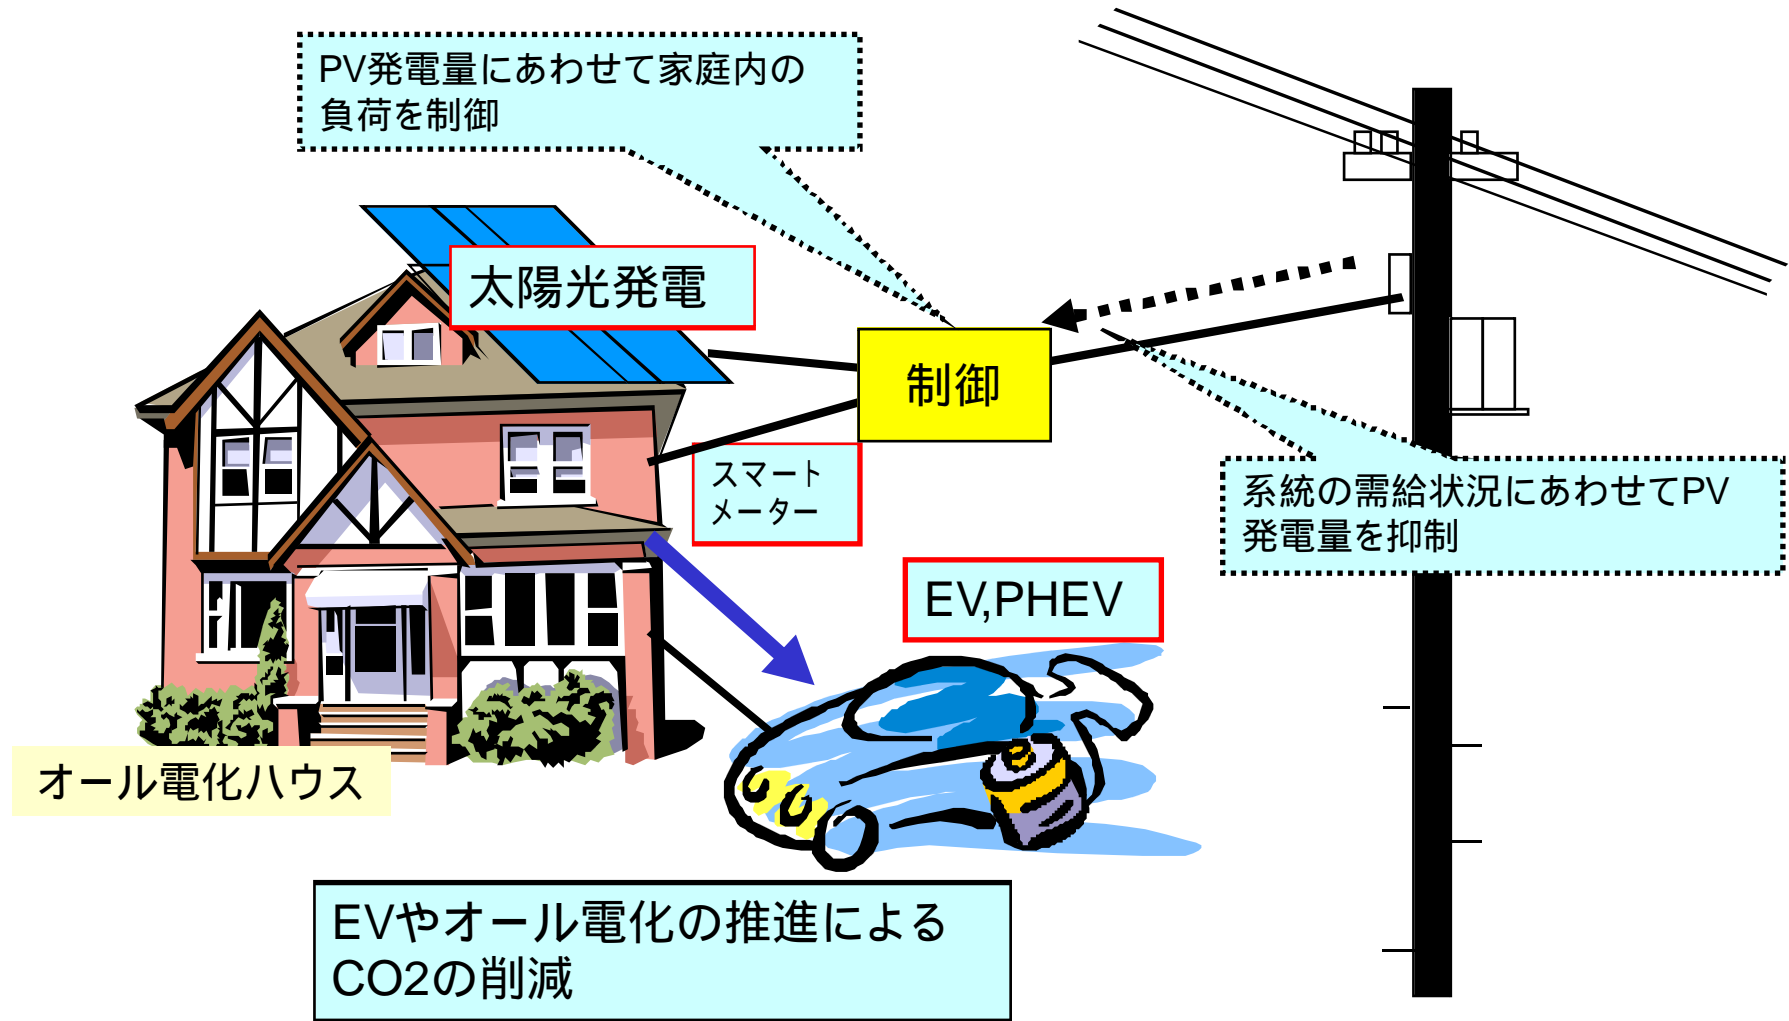 PV発電量にあわせて家庭内の
負荷を制御
太陽光発電
制御
スマート
メーター
系統の需給状況にあわせてPV
発電量を抑制
EV,PHEV
オール電化ハウス
EVやオール電化の推進による
CO2の削減